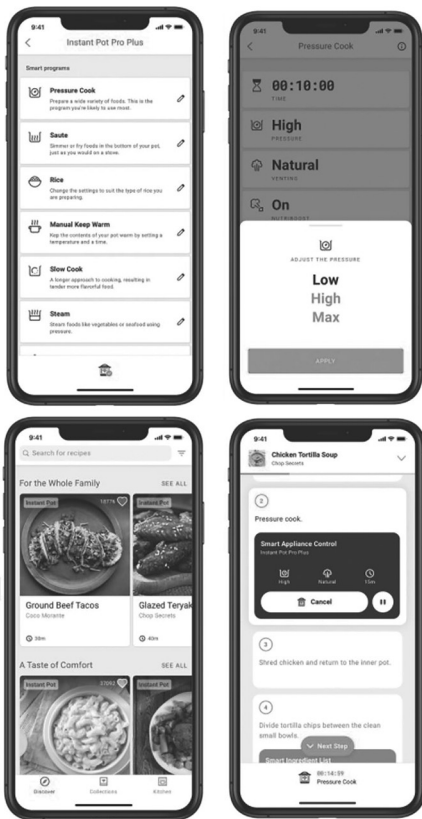 9:41
Instant Pot Pro Plus
Smart programs
Pressure Cook
Prepare a wide variety of foods. This is the
program you're likely to use most.
Saute
Simmer or fry foods in the bottom of your pot,
just as you would on a stove.
Rice
Change the settings to suit the type of rice you
are preparing.
Manual Keep Warm
Kep the contents of your pot warm by setting a
temperature and a time.
Slow Cook
A longer approach to cooking, resulting in
tender more flavorful food.
Steam
Steam foods like vegetables or seafood using
pressure.
9:41
Pressure Cook
00:10:00
TIME
High
PRESSURE
Natural
VENTING
On
NUTRIBOOST
ADJUST THE PRESSURE
Low
High
Max
APPLY
9:41
Search for recipes
For the Whole Family
SEE ALL
Instant Pot
Instant Pot
Ground Beef Tacos
Coco Morante
30m
Glazed Teryak
Chop Secrets
40m
A Taste of Comfort
SEE ALL
Instant Pot
Instant Pot
Discover
Collections
Kitchen
9:41
Chicken Tortilla Soup
Chop Secrets
2
Pressure cook.
Smart Appliance Control
Instant Pot Pro Plus
High
Natural
15m
Cancel
3
Shred chicken and return to the inner pot.
4
Divide tortilla chips between the clean
small bowls.
Next Step
Smart Ingredient List
00:14:59
Pressure Cook